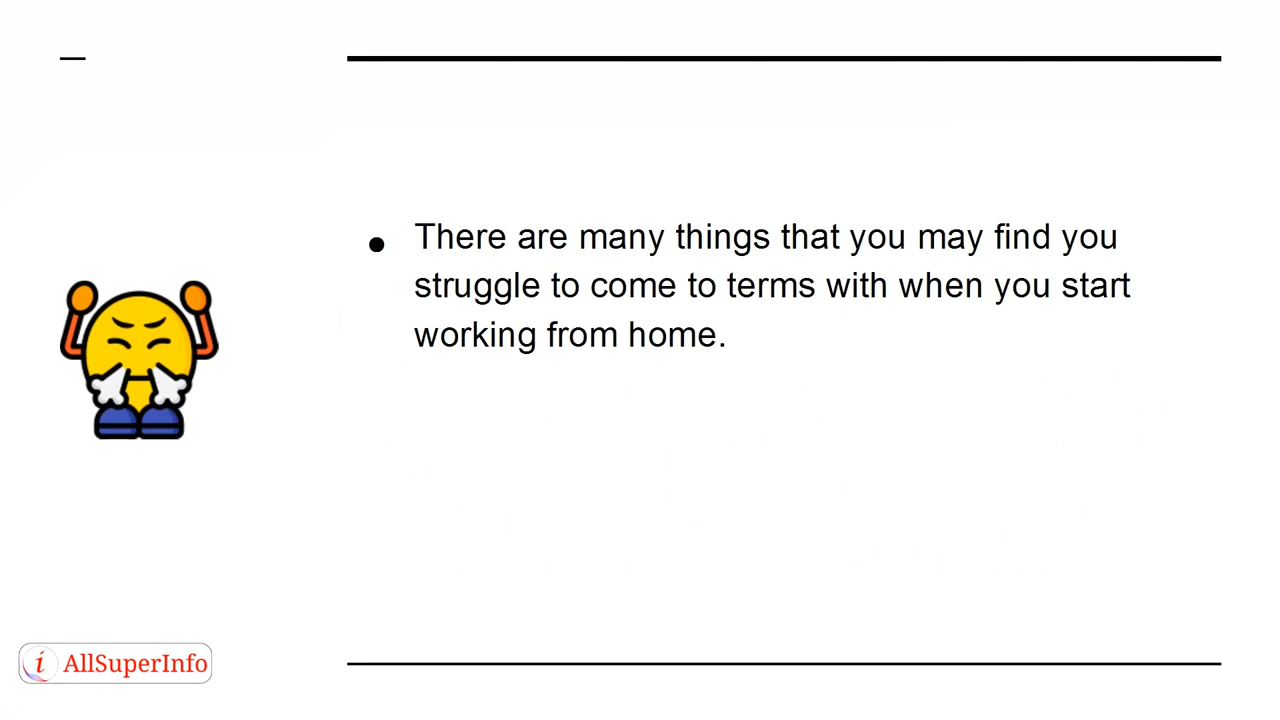 There are many things that you may find you
struggle to come to terms with when you start
working from home.
i AllSuperInfo